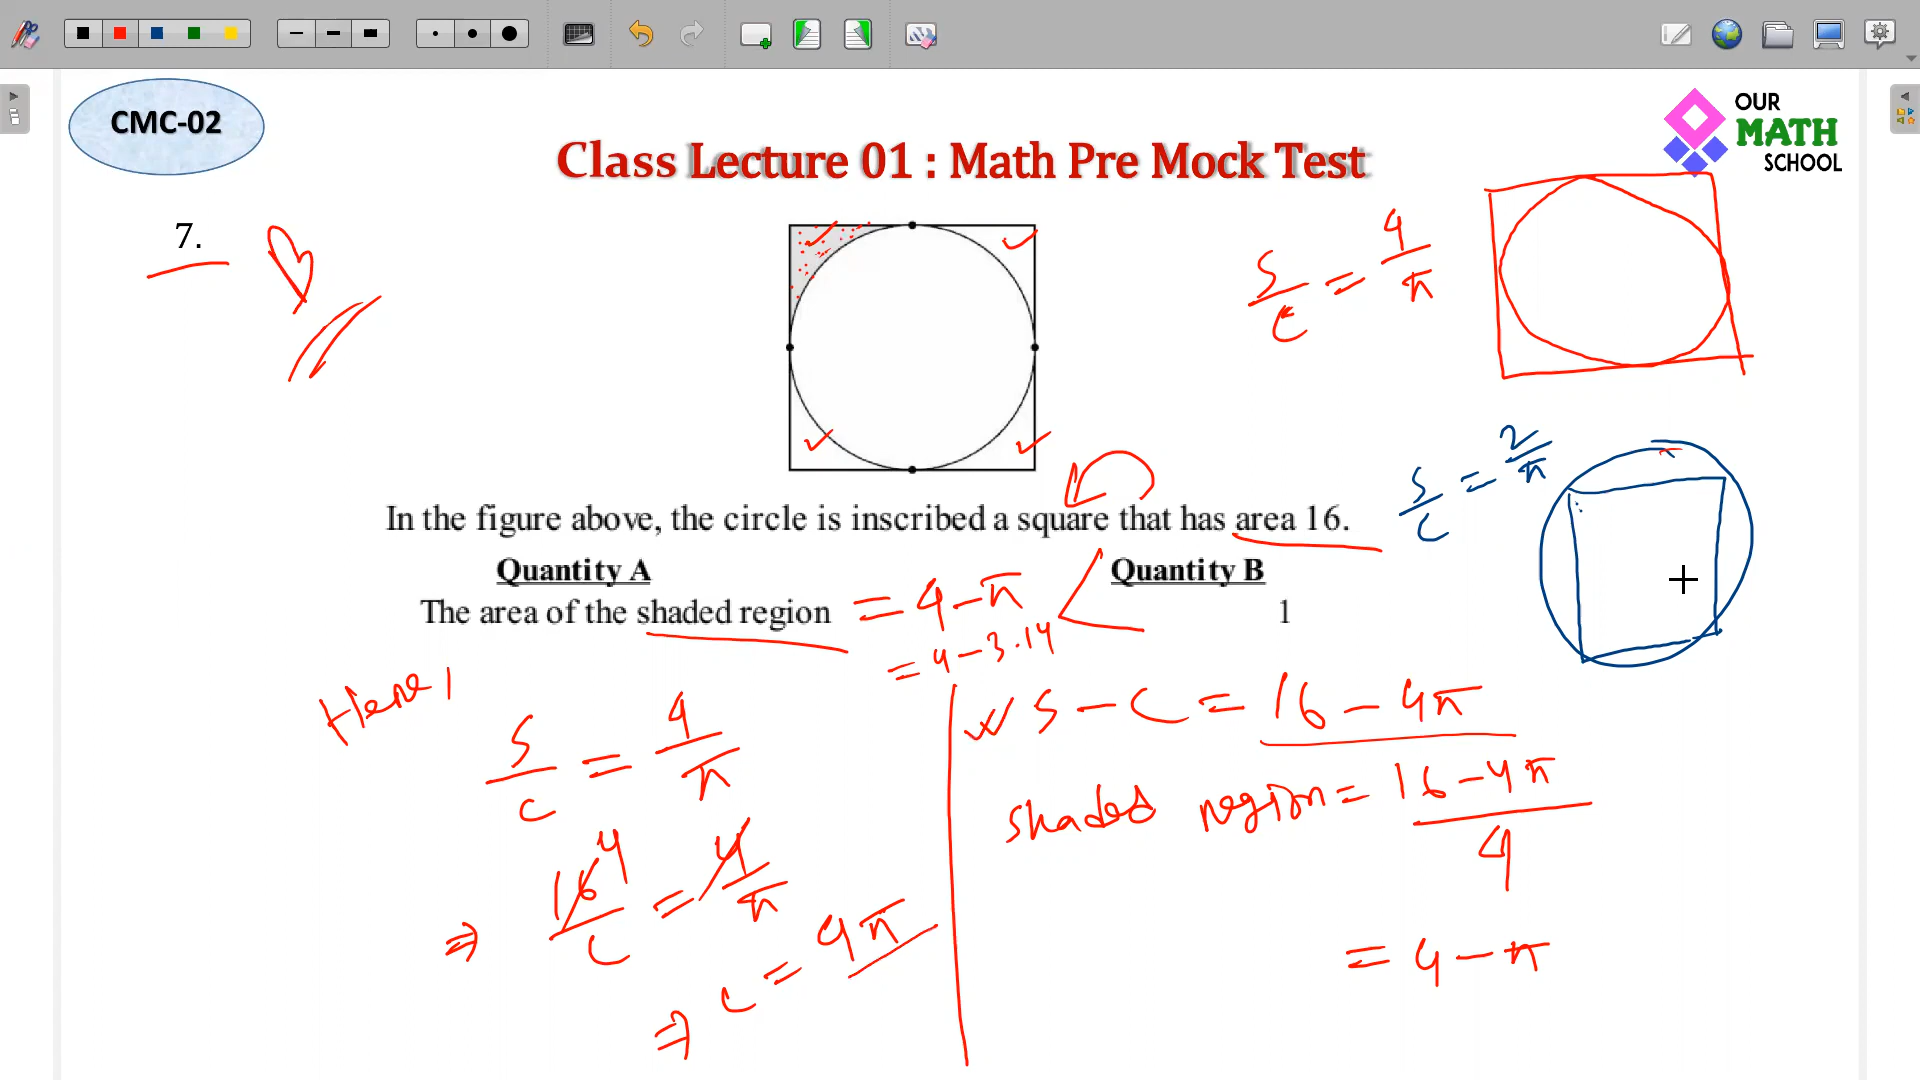 CMC-02
OUR
MATH
SCHOOL
Class Lecture 01 : Math Pre Mock Test
7.
B
S/C = 4/π
S/C = 2/π
In the figure above, the circle is inscribed a square that has area 16.
Quantity A
Quantity B
The area of the shaded region = 4 - π < 1
= 4 - 3.14
Here,
S/C = 4/π
⇒ 16/C = 4/π
4
⇒ C = 4π
S - C = 16 - 4π
Shaded region = 16 - 4π / 4
= 4 - π